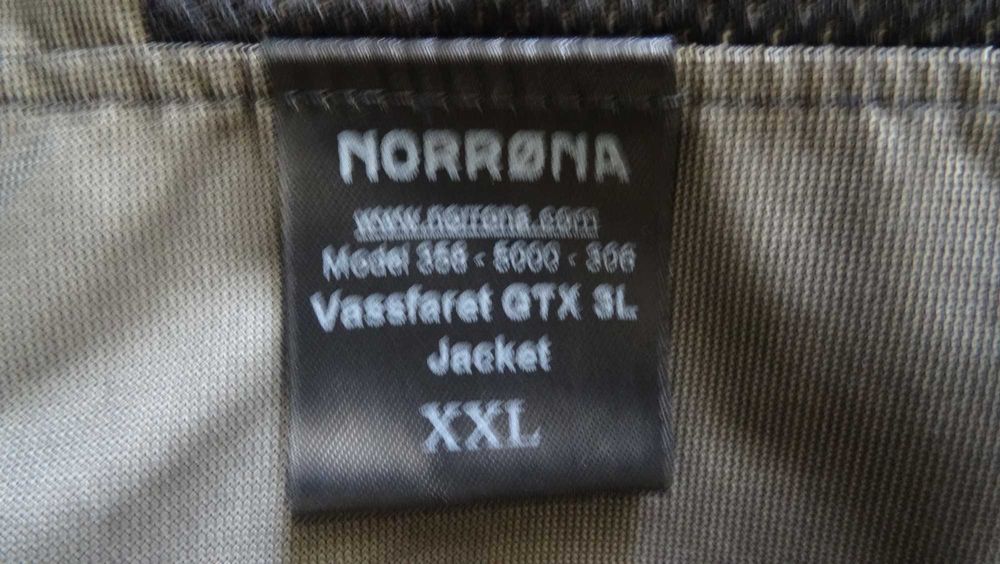 NORRØNA
www.norrona.com
Model
Vassfaret GTX SL
Jacket
XXL